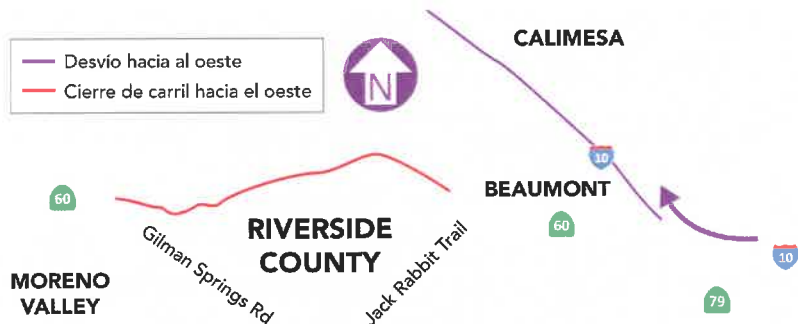 Desvío hacia al oeste
Cierre de carril hacia el oeste
N
CALIMESA
10
60
BEAUMONT
60
RIVERSIDE
COUNTY
Gilman Springs Rd
Jack Rabbit Trail
10
MORENO
VALLEY
79